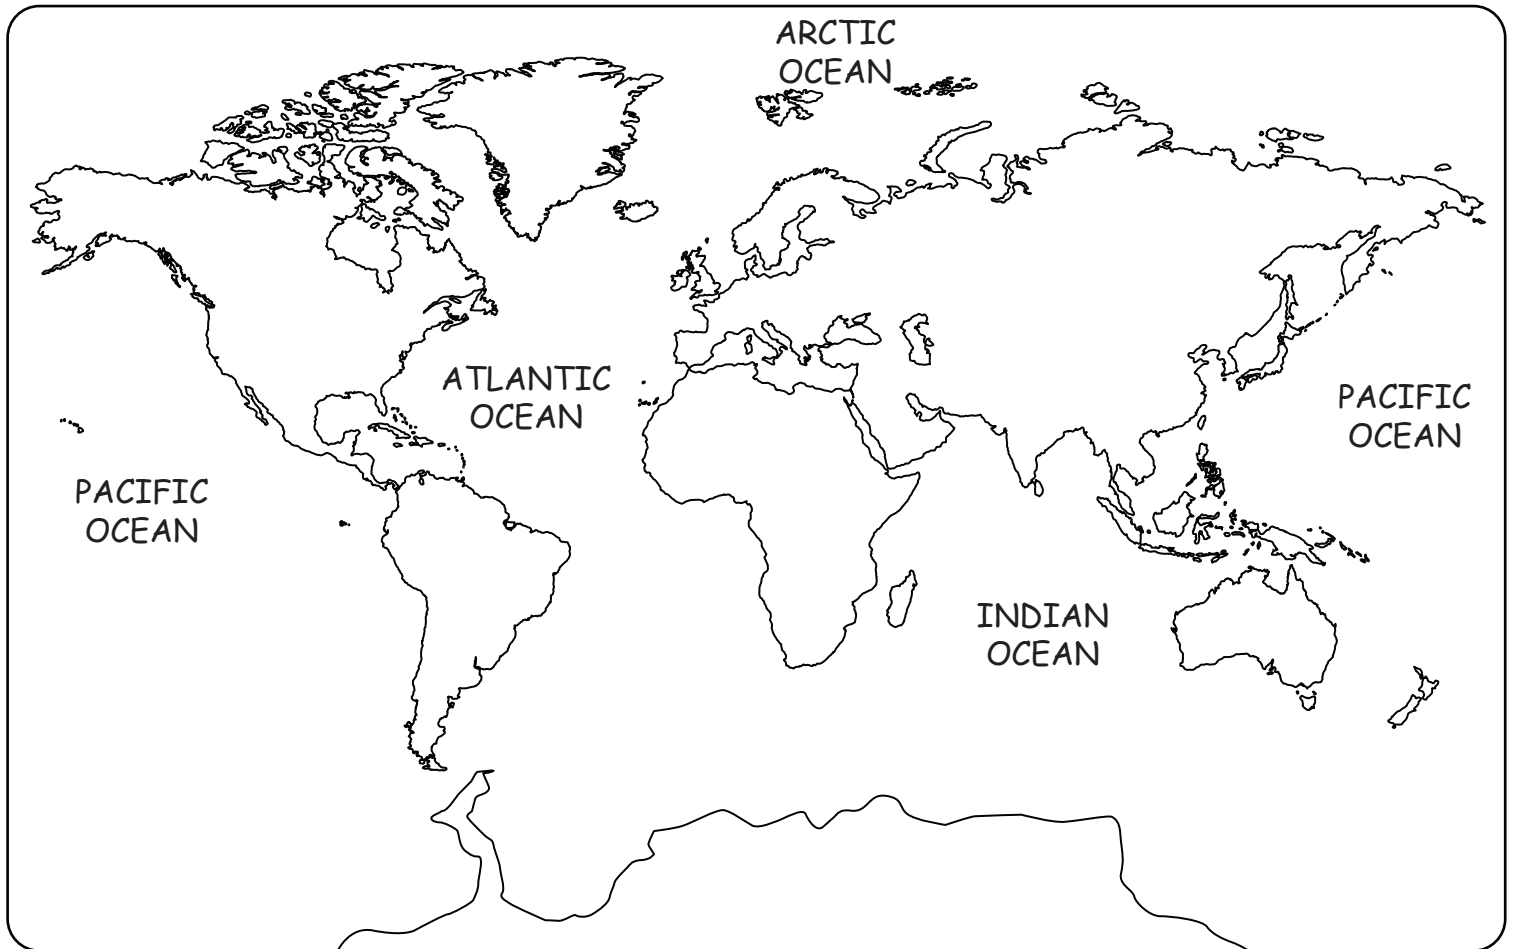 ARCTIC
OCEAN
ATLANTIC
OCEAN
PACIFIC
OCEAN
PACIFIC
OCEAN
INDIAN
OCEAN